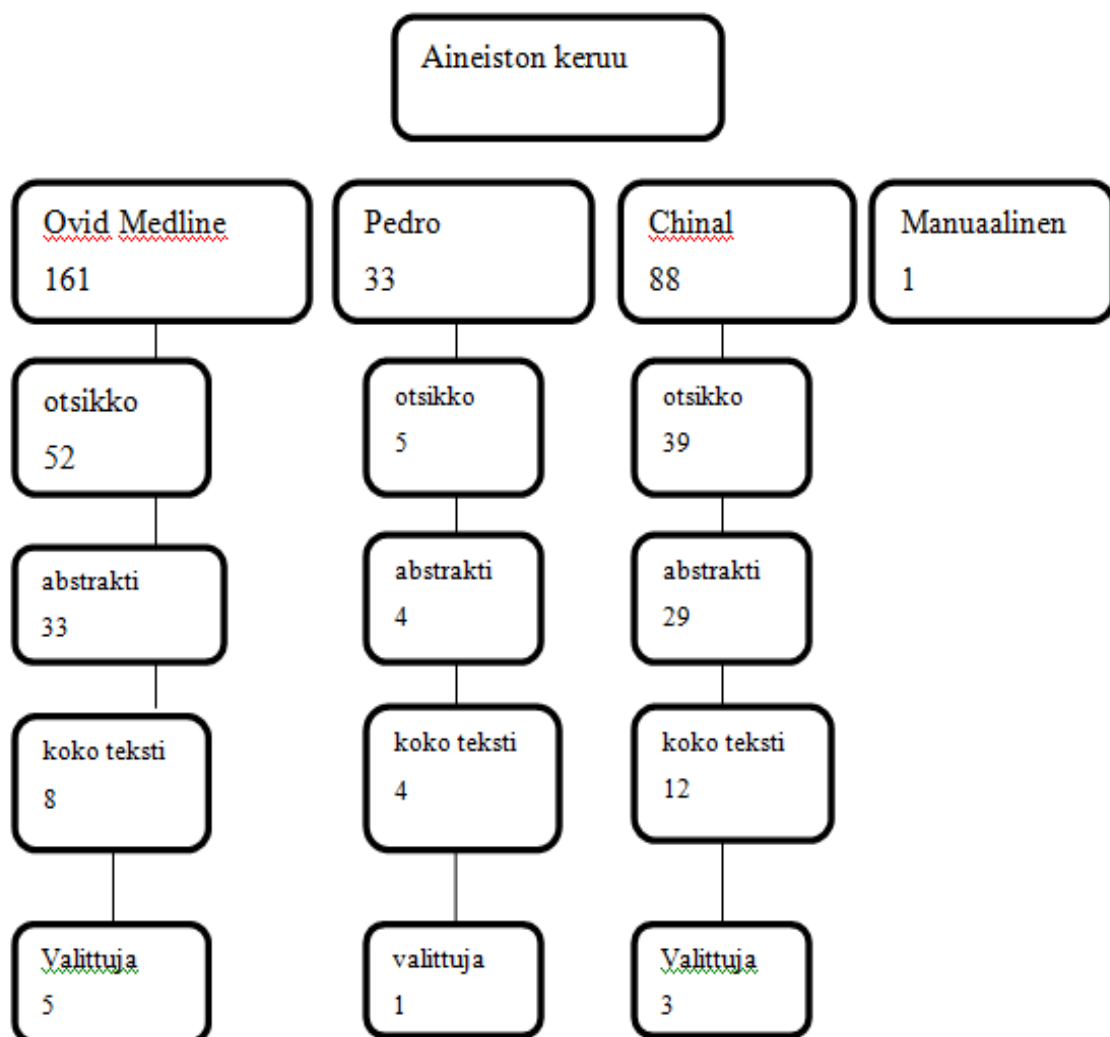 Aineiston keruu
Ovid Medline
161
Pedro
33
Chinal
88
Manuaalinen
1
otsikko
52
otsikko
5
otsikko
39
abstrakti
33
abstrakti
4
abstrakti
29
koko teksti
8
koko teksti
4
koko teksti
12
Valittuja
5
valittuja
1
Valittuja
3